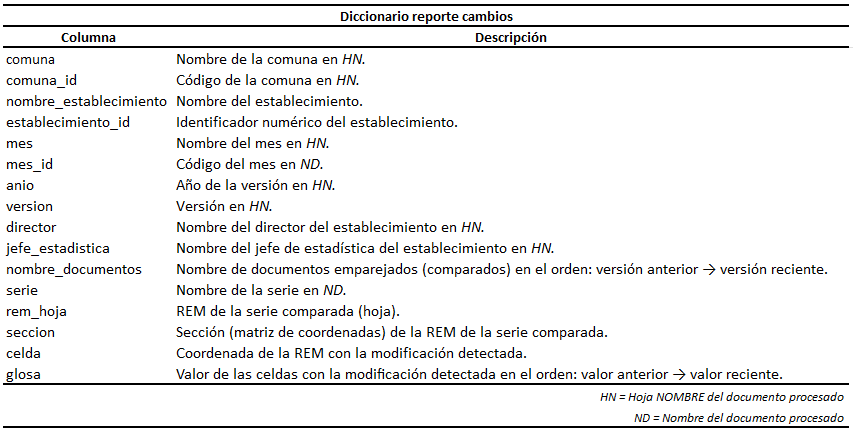 Diccionario reporte cambios
Columna Descripción
comuna Nombre de la comuna en HN.
comuna_id Código de la comuna en HN.
nombre_establecimiento Nombre del establecimiento.
establecimiento_id Identificador numérico del establecimiento.
mes Nombre del mes en HN.
mes_id Código del mes en ND.
anio Año de la versión en HN.
version Versión en HN.
director Nombre del director del establecimiento en HN.
jefe_estadistica Nombre del jefe de estadística del establecimiento en HN.
nombre_documentos Nombre de documentos emparejados (comparados) en el orden: versión anterior → versión reciente.
serie Nombre de la serie en ND.
rem_hoja REM de la serie comparada (hoja).
seccion Sección (matriz de coordenadas) de la REM de la serie comparada.
celda Coordenada de la REM con la modificación detectada.
glosa Valor de las celdas con la modificación detectada en el orden: valor anterior → valor reciente.
HN = Hoja NOMBRE del documento procesado
ND = Nombre del documento procesado